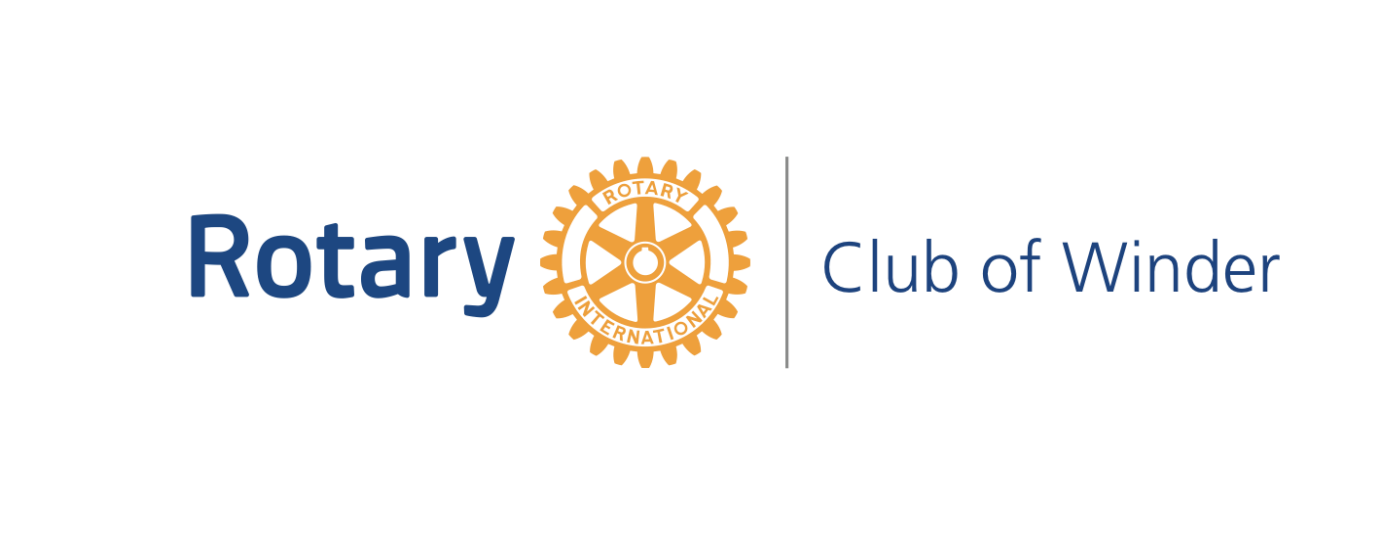 Rotary
ROTARY
INTERNATIONAL
Club of Winder